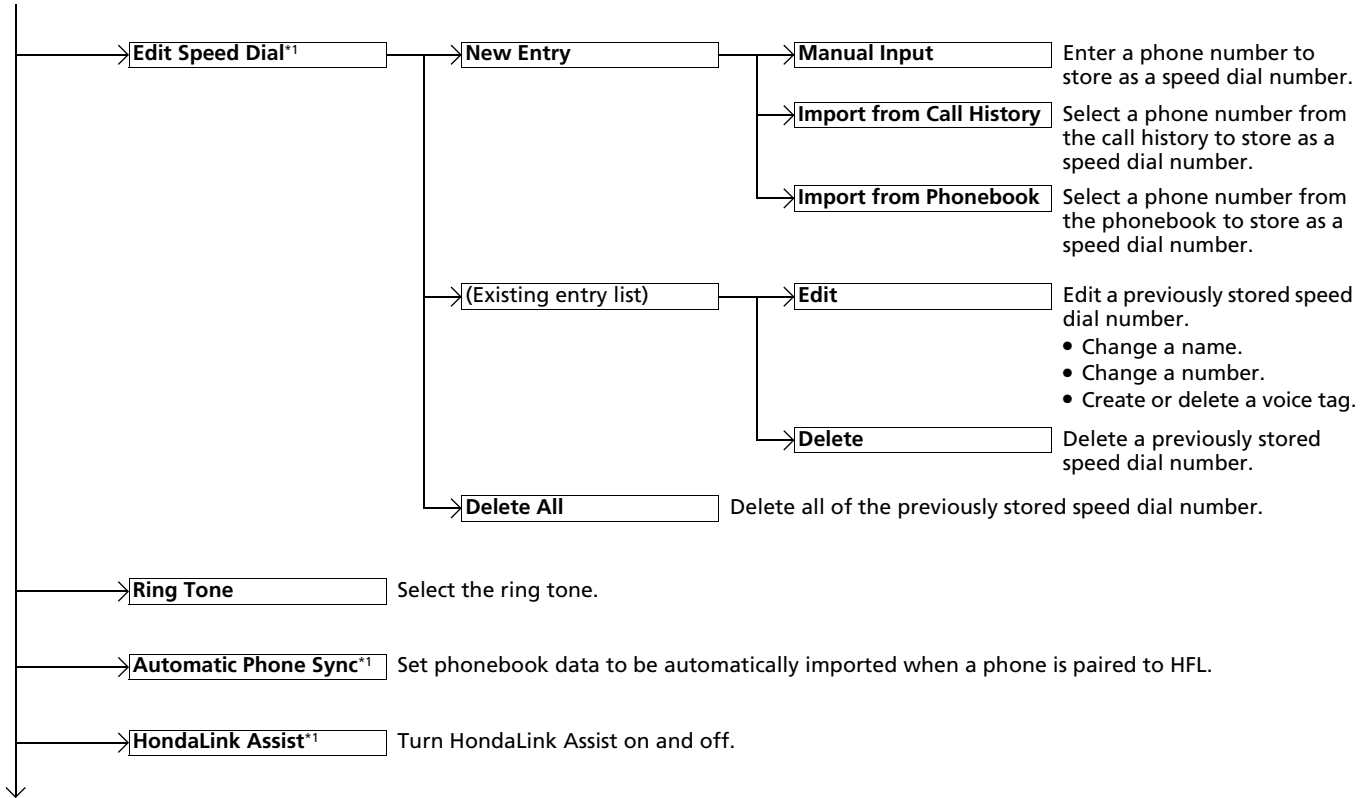 Edit Speed Dial*1
New Entry
Manual Input
Enter a phone number to
store as a speed dial number.
Import from Call History
Select a phone number from
the call history to store as a
speed dial number.
Import from Phonebook
Select a phone number from
the phonebook to store as a
speed dial number.
(Existing entry list)
Edit
Edit a previously stored speed
dial number.
• Change a name.
• Change a number.
• Create or delete a voice tag.
Delete
Delete a previously stored
speed dial number.
Delete All
Delete all of the previously stored speed dial number.
Ring Tone
Select the ring tone.
Automatic Phone Sync*1
Set phonebook data to be automatically imported when a phone is paired to HFL.
HondaLink Assist*1
Turn HondaLink Assist on and off.